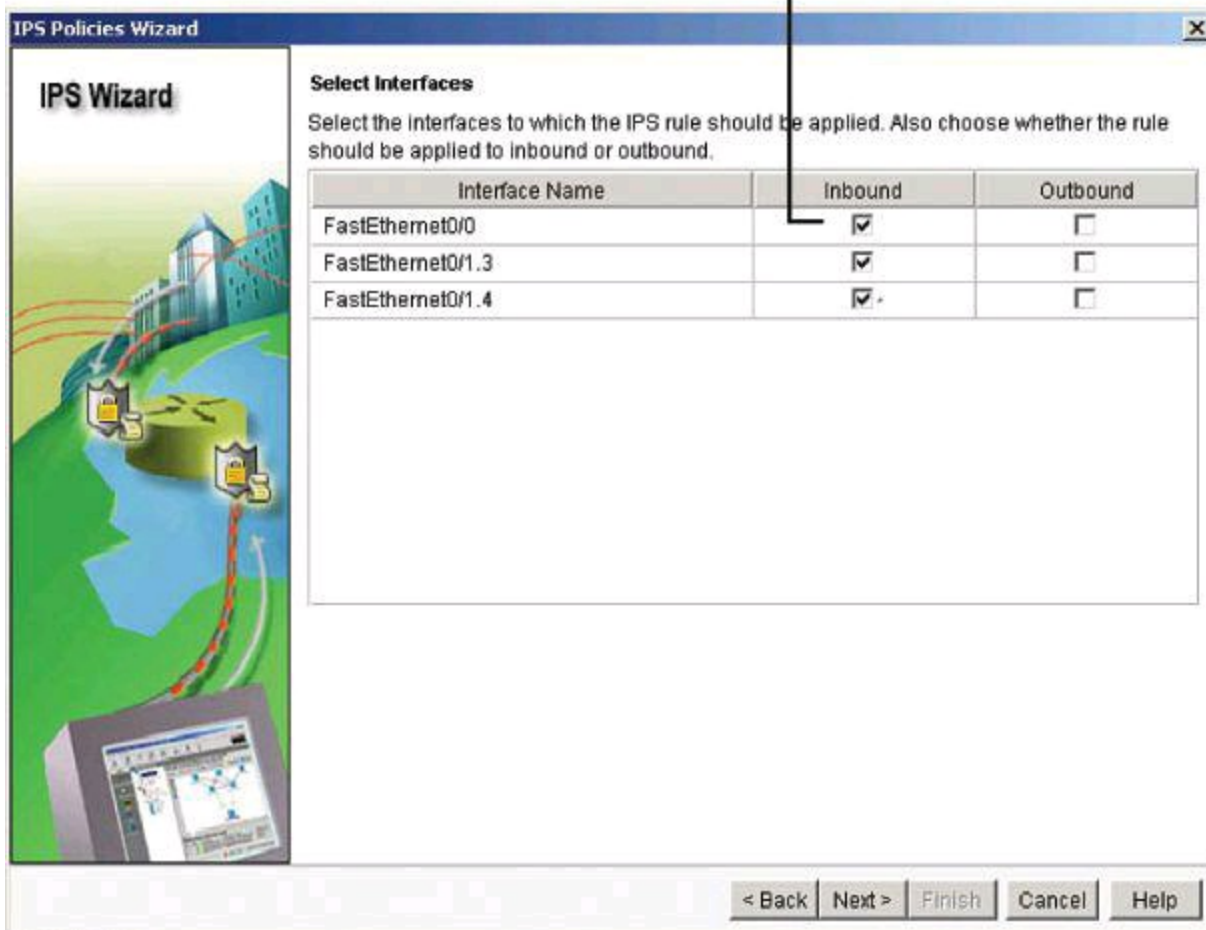 IPS Policies Wizard
IPS Wizard
Select Interfaces
Select the interfaces to which the IPS rule should be applied. Also choose whether the rule
should be applied to inbound or outbound.
Interface Name Inbound Outbound
FastEthernet0/0
FastEthernet0/1.3
FastEthernet0/1.4
< Back Next > Finish Cancel Help